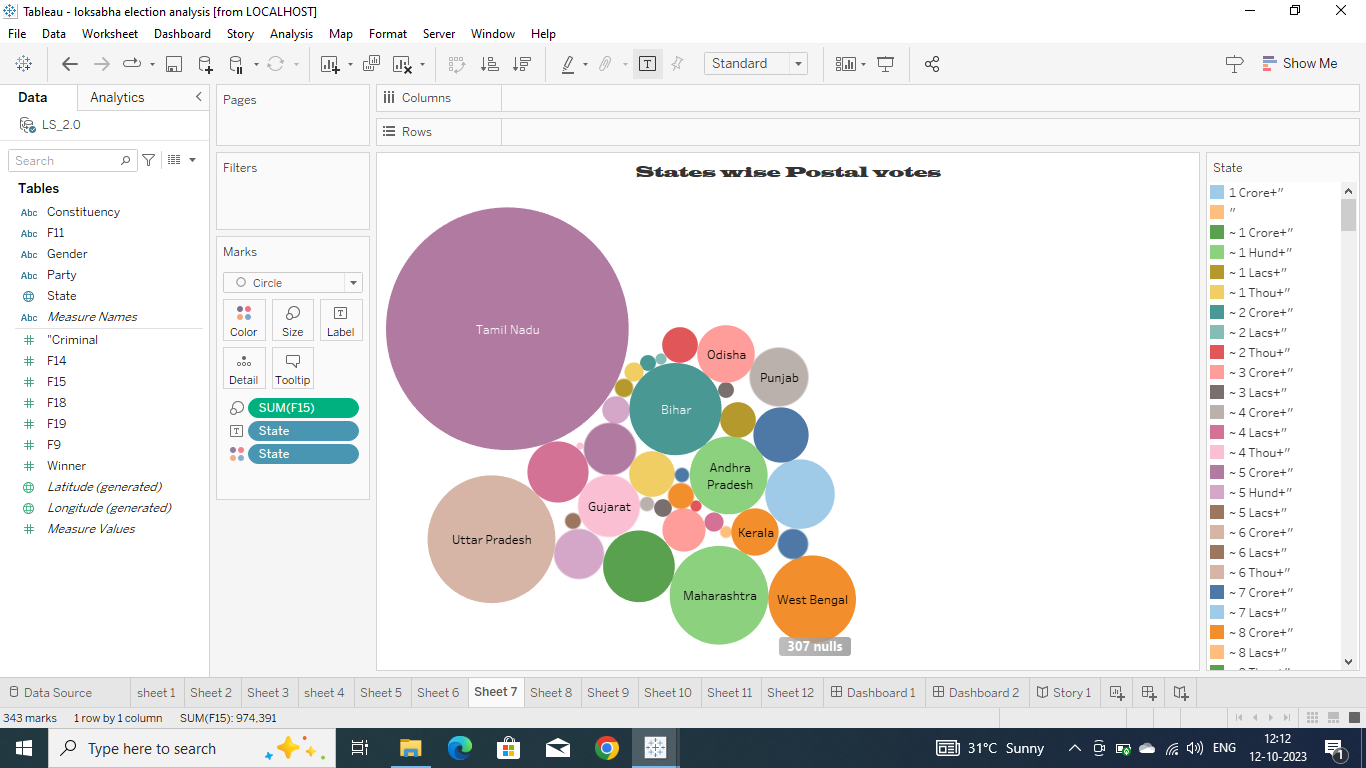 Tableau - loksabha election analysis [from LOCALHOST]
File Data Worksheet Dashboard Story Analysis Map Format Server Window Help
Standard
Show Me
Data Analytics
LS_2.0
Search
Tables
Abc Constituency
Abc F11
Abc Gender
Abc Party
State
Abc Measure Names
"Criminal
F14
F15
F18
F19
F9
Winner
Latitude (generated)
Longitude (generated)
Measure Values
Pages
Filters
Marks
Circle
Color Size Label
Detail Tooltip
SUM(F15)
State
State
Columns
Rows
States wise Postal votes
Tamil Nadu
Odisha
Punjab
Bihar
Andhra
Pradesh
Gujarat
Kerala
Uttar Pradesh
Maharashtra
West Bengal
307 nulls
State
1 Crore+"
"
~ 1 Crore+"
~ 1 Hund+"
~ 1 Lacs+"
~ 1 Thou+"
~ 2 Crore+"
~ 2 Lacs+"
~ 2 Thou+"
~ 3 Crore+"
~ 3 Lacs+"
~ 4 Crore+"
~ 4 Lacs+"
~ 4 Thou+"
~ 5 Crore+"
~ 5 Hund+"
~ 5 Lacs+"
~ 6 Crore+"
~ 6 Lacs+"
~ 6 Thou+"
~ 7 Crore+"
~ 7 Lacs+"
~ 8 Crore+"
~ 8 Lacs+"
Data Source sheet 1 Sheet 2 Sheet 3 sheet 4 Sheet 5 Sheet 6 Sheet 7 Sheet 8 Sheet 9 Sheet 10 Sheet 11 Sheet 12 Dashboard 1 Dashboard 2 Story 1
343 marks 1 row by 1 column SUM(F15): 974,391
Type here to search
31°C Sunny
ENG
12:12
12-10-2023
1